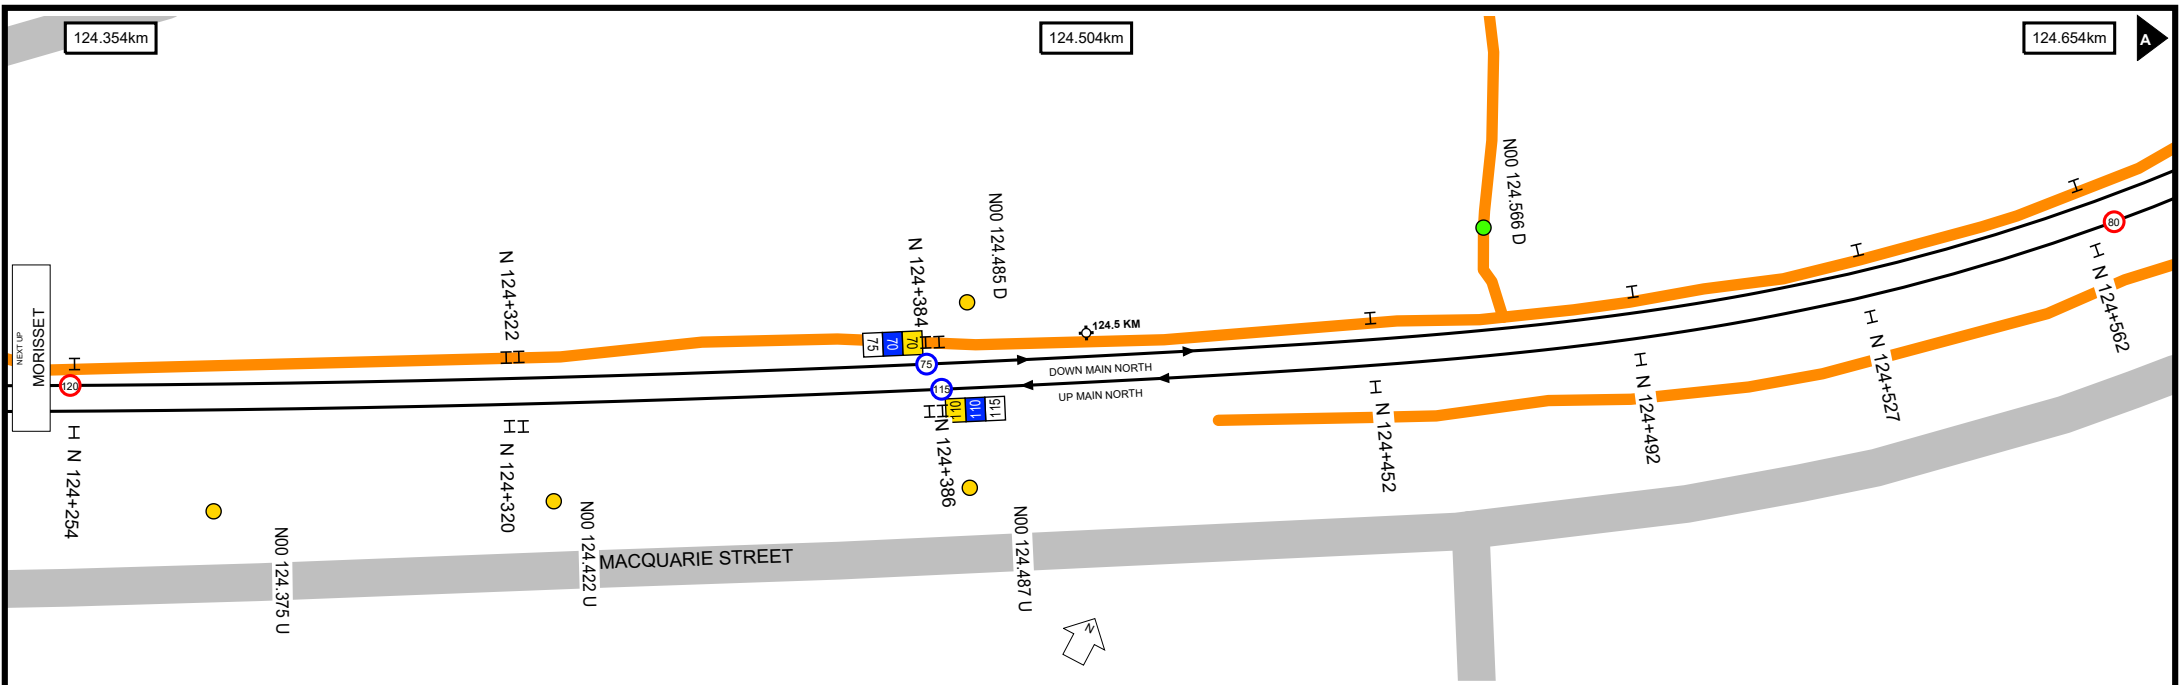 124.354km
124.504km
124.654km
A
N00 124.566 D
N00 124.485 D
N 124+384
N 124+322
124.5 KM
75
70
70
75
DOWN MAIN NORTH
UP MAIN NORTH
NEXT UP
MORISSET
120
115
110
110
115
80
N 124+562
N 124+527
N 124+492
N 124+452
N 124+386
N 124+320
N 124+254
N00 124.375 U
N00 124.422 U
MACQUARIE STREET
N00 124.487 U
N